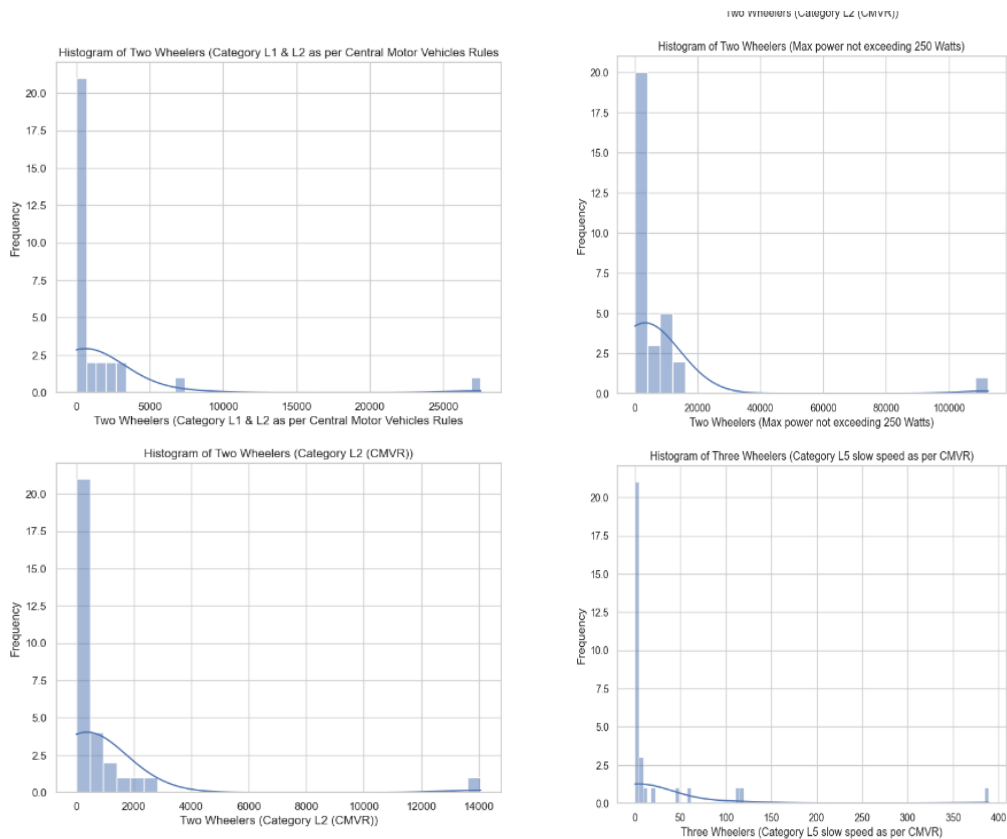 Two Wheelers (Category L2 (CMVR))
Histogram of Two Wheelers (Category L1 & L2 as per Central Motor Vehicles Rules
20.0
17.5
15.0
12.5
10.0
7.5
5.0
2.5
0.0
Frequency
0 5000 10000 15000 20000 25000
Two Wheelers (Category L1 & L2 as per Central Motor Vehicles Rules
Histogram of Two Wheelers (Max power not exceeding 250 Watts)
20.0
17.5
15.0
12.5
10.0
7.5
5.0
2.5
0.0
Frequency
0 20000 40000 60000 80000 100000
Two Wheelers (Max power not exceeding 250 Watts)
Histogram of Two Wheelers (Category L2 (CMVR))
20.0
17.5
15.0
12.5
10.0
7.5
5.0
2.5
0.0
Frequency
0 2000 4000 6000 8000 10000 12000 14000
Two Wheelers (Category L2 (CMVR))
Histogram of Three Wheelers (Category L5 slow speed as per CMVR)
20.0
17.5
15.0
12.5
10.0
7.5
5.0
2.5
0.0
Frequency
0 50 100 150 200 250 300 350
Three Wheelers (Category L5 slow speed as per CMVR)